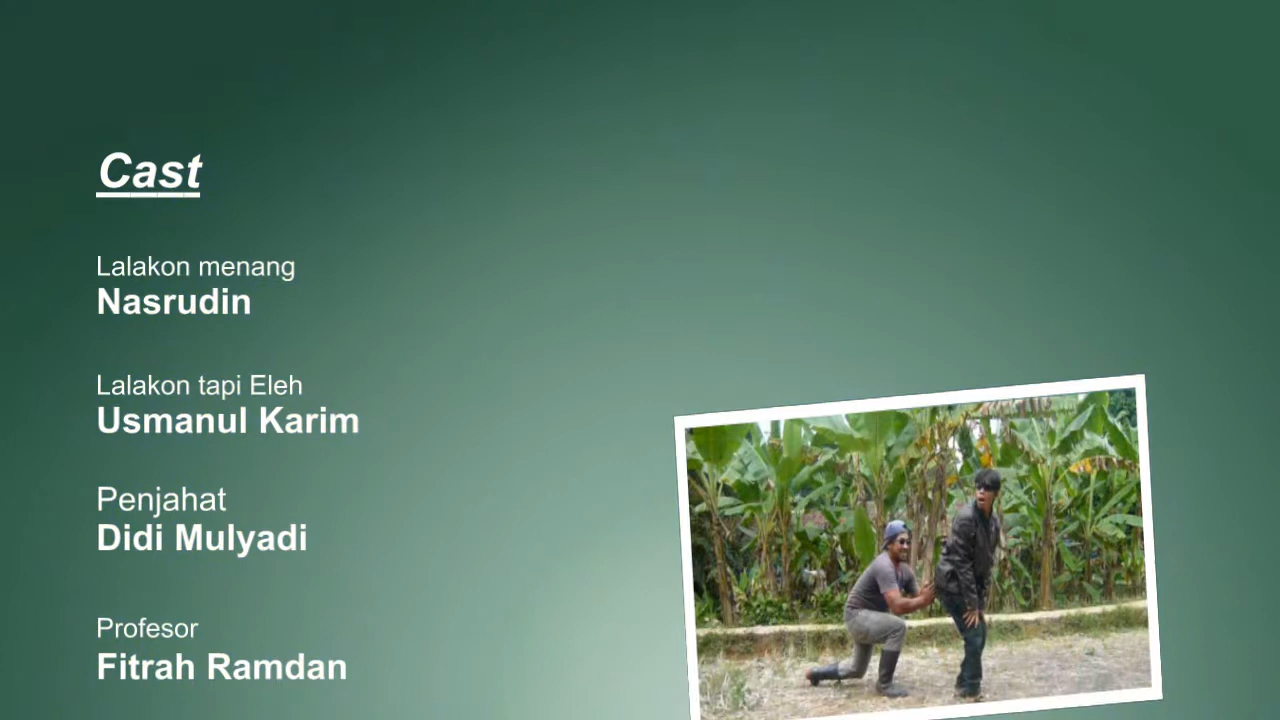 Cast
Lalakon menang
Nasrudin
Lalakon tapi Eleh
Usmanul Karim
Penjahat
Didi Mulyadi
Profesor
Fitrah Ramdan